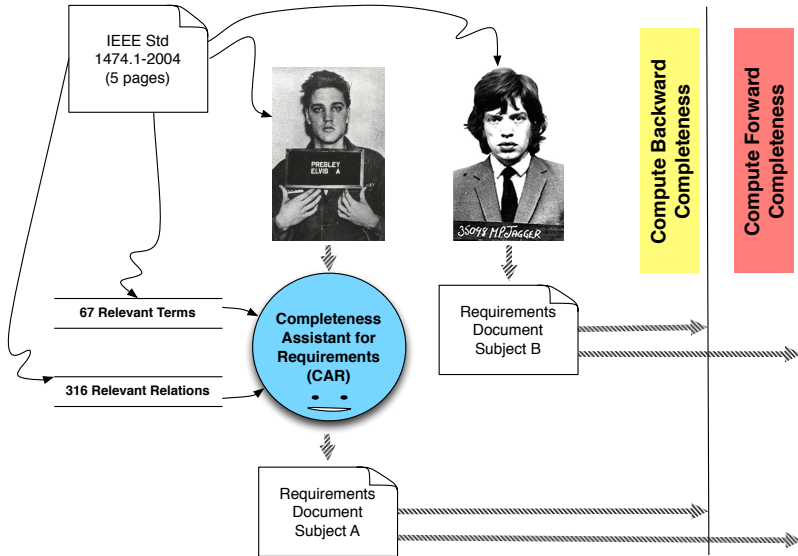 IEEE Std
1474.1-2004
(5 pages)
PRESLEY
ELVIS A
35048 M.P.JAGGER
Compute Backward
Completeness
Compute Forward
Completeness
67 Relevant Terms
316 Relevant Relations
Completeness
Assistant for
Requirements
(CAR)
Requirements
Document
Subject B
Requirements
Document
Subject A